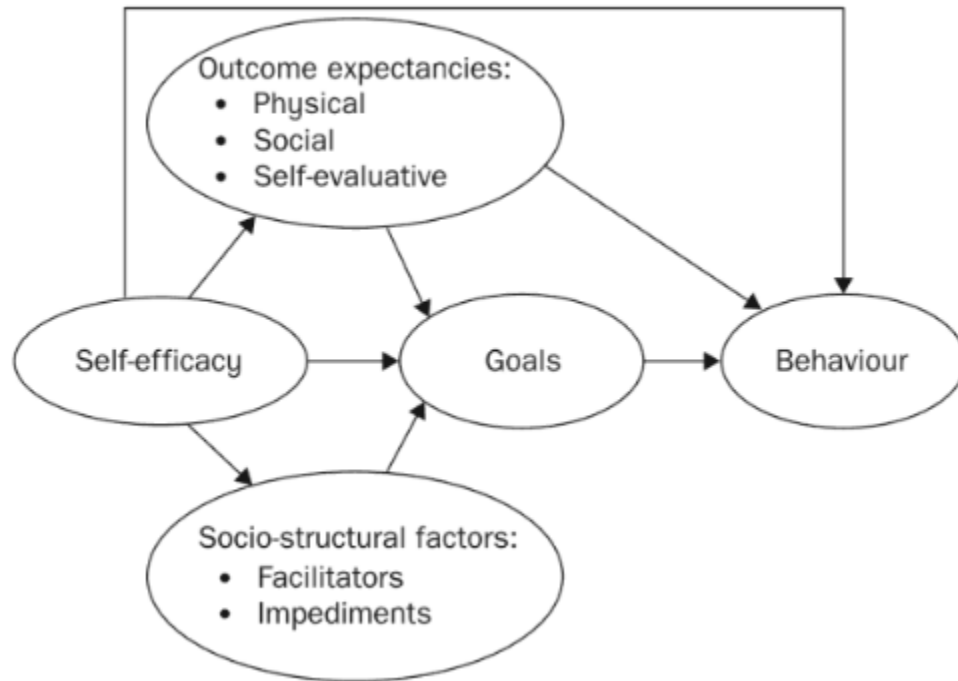 Outcome expectancies:
• Physical
• Social
• Self-evaluative
Self-efficacy
Goals
Behaviour
Socio-structural factors:
• Facilitators
• Impediments